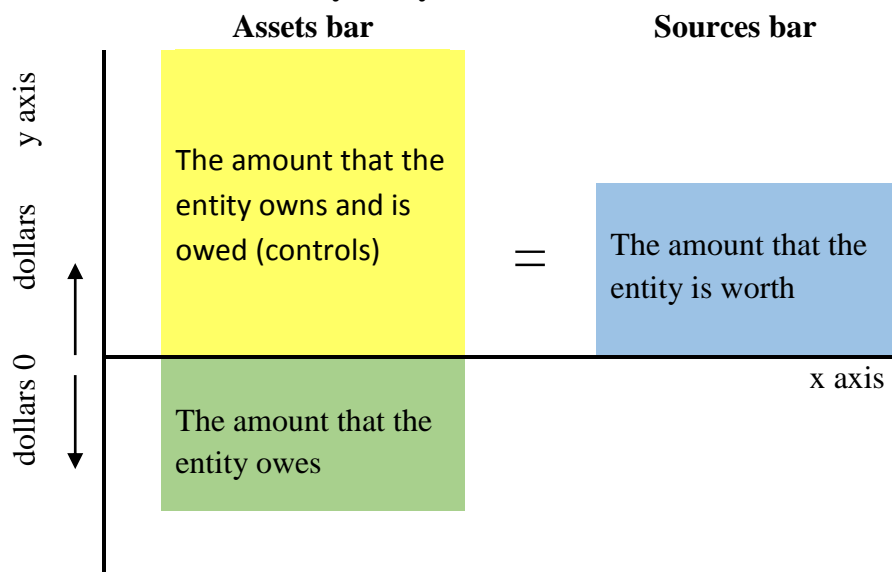 Assets bar
Sources bar
y axis
The amount that the
entity owns and is
owed (controls)
dollars
=
The amount that the
entity is worth
dollars 0
x axis
The amount that the
entity owes